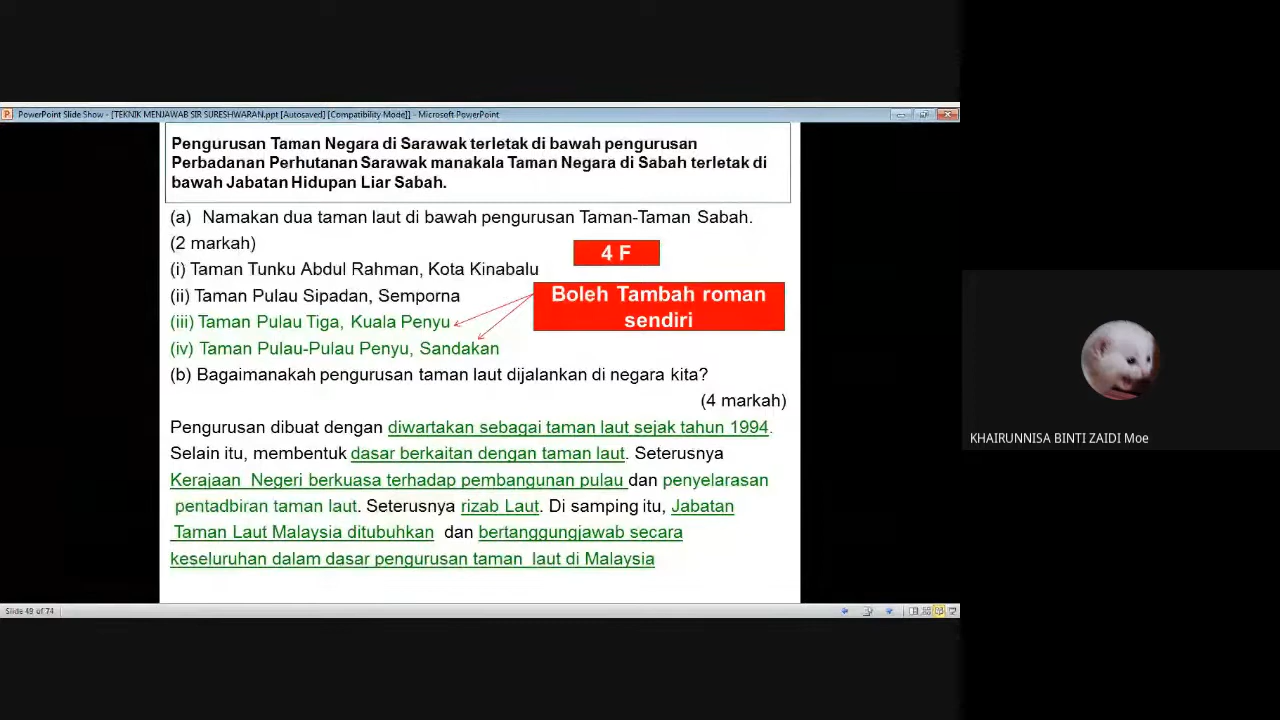 PowerPoint Slide Show - [TEKNIK MENJAWAB SIR SURESHWARAN.ppt [Autosaved] [Compatibility Mode]] - Microsoft PowerPoint
Pengurusan Taman Negara di Sarawak terletak di bawah pengurusan
Perbadanan Perhutanan Sarawak manakala Taman Negara di Sabah terletak di
bawah Jabatan Hidupan Liar Sabah.
(a) Namakan dua taman laut di bawah pengurusan Taman-Taman Sabah.
(2 markah)
4 F
(i) Taman Tunku Abdul Rahman, Kota Kinabalu
(ii) Taman Pulau Sipadan, Semporna
Boleh Tambah roman
sendiri
(iii) Taman Pulau Tiga, Kuala Penyu
(iv) Taman Pulau-Pulau Penyu, Sandakan
(b) Bagaimanakah pengurusan taman laut dijalankan di negara kita?
(4 markah)
Pengurusan dibuat dengan diwartakan sebagai taman laut sejak tahun 1994.
Selain itu, membentuk dasar berkaitan dengan taman laut. Seterusnya
Kerajaan Negeri berkuasa terhadap pembangunan pulau dan penyelarasan
pentadbiran taman laut. Seterusnya rizab Laut. Di samping itu, Jabatan
Taman Laut Malaysia ditubuhkan dan bertanggungjawab secara
keseluruhan dalam dasar pengurusan taman laut di Malaysia
KHAIRUNNISA BINTI ZAIDI Moe
Slide 49 of 74